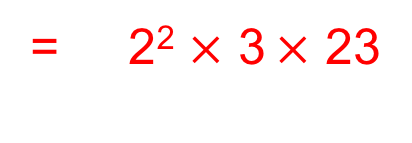 = 2² × 3 × 23